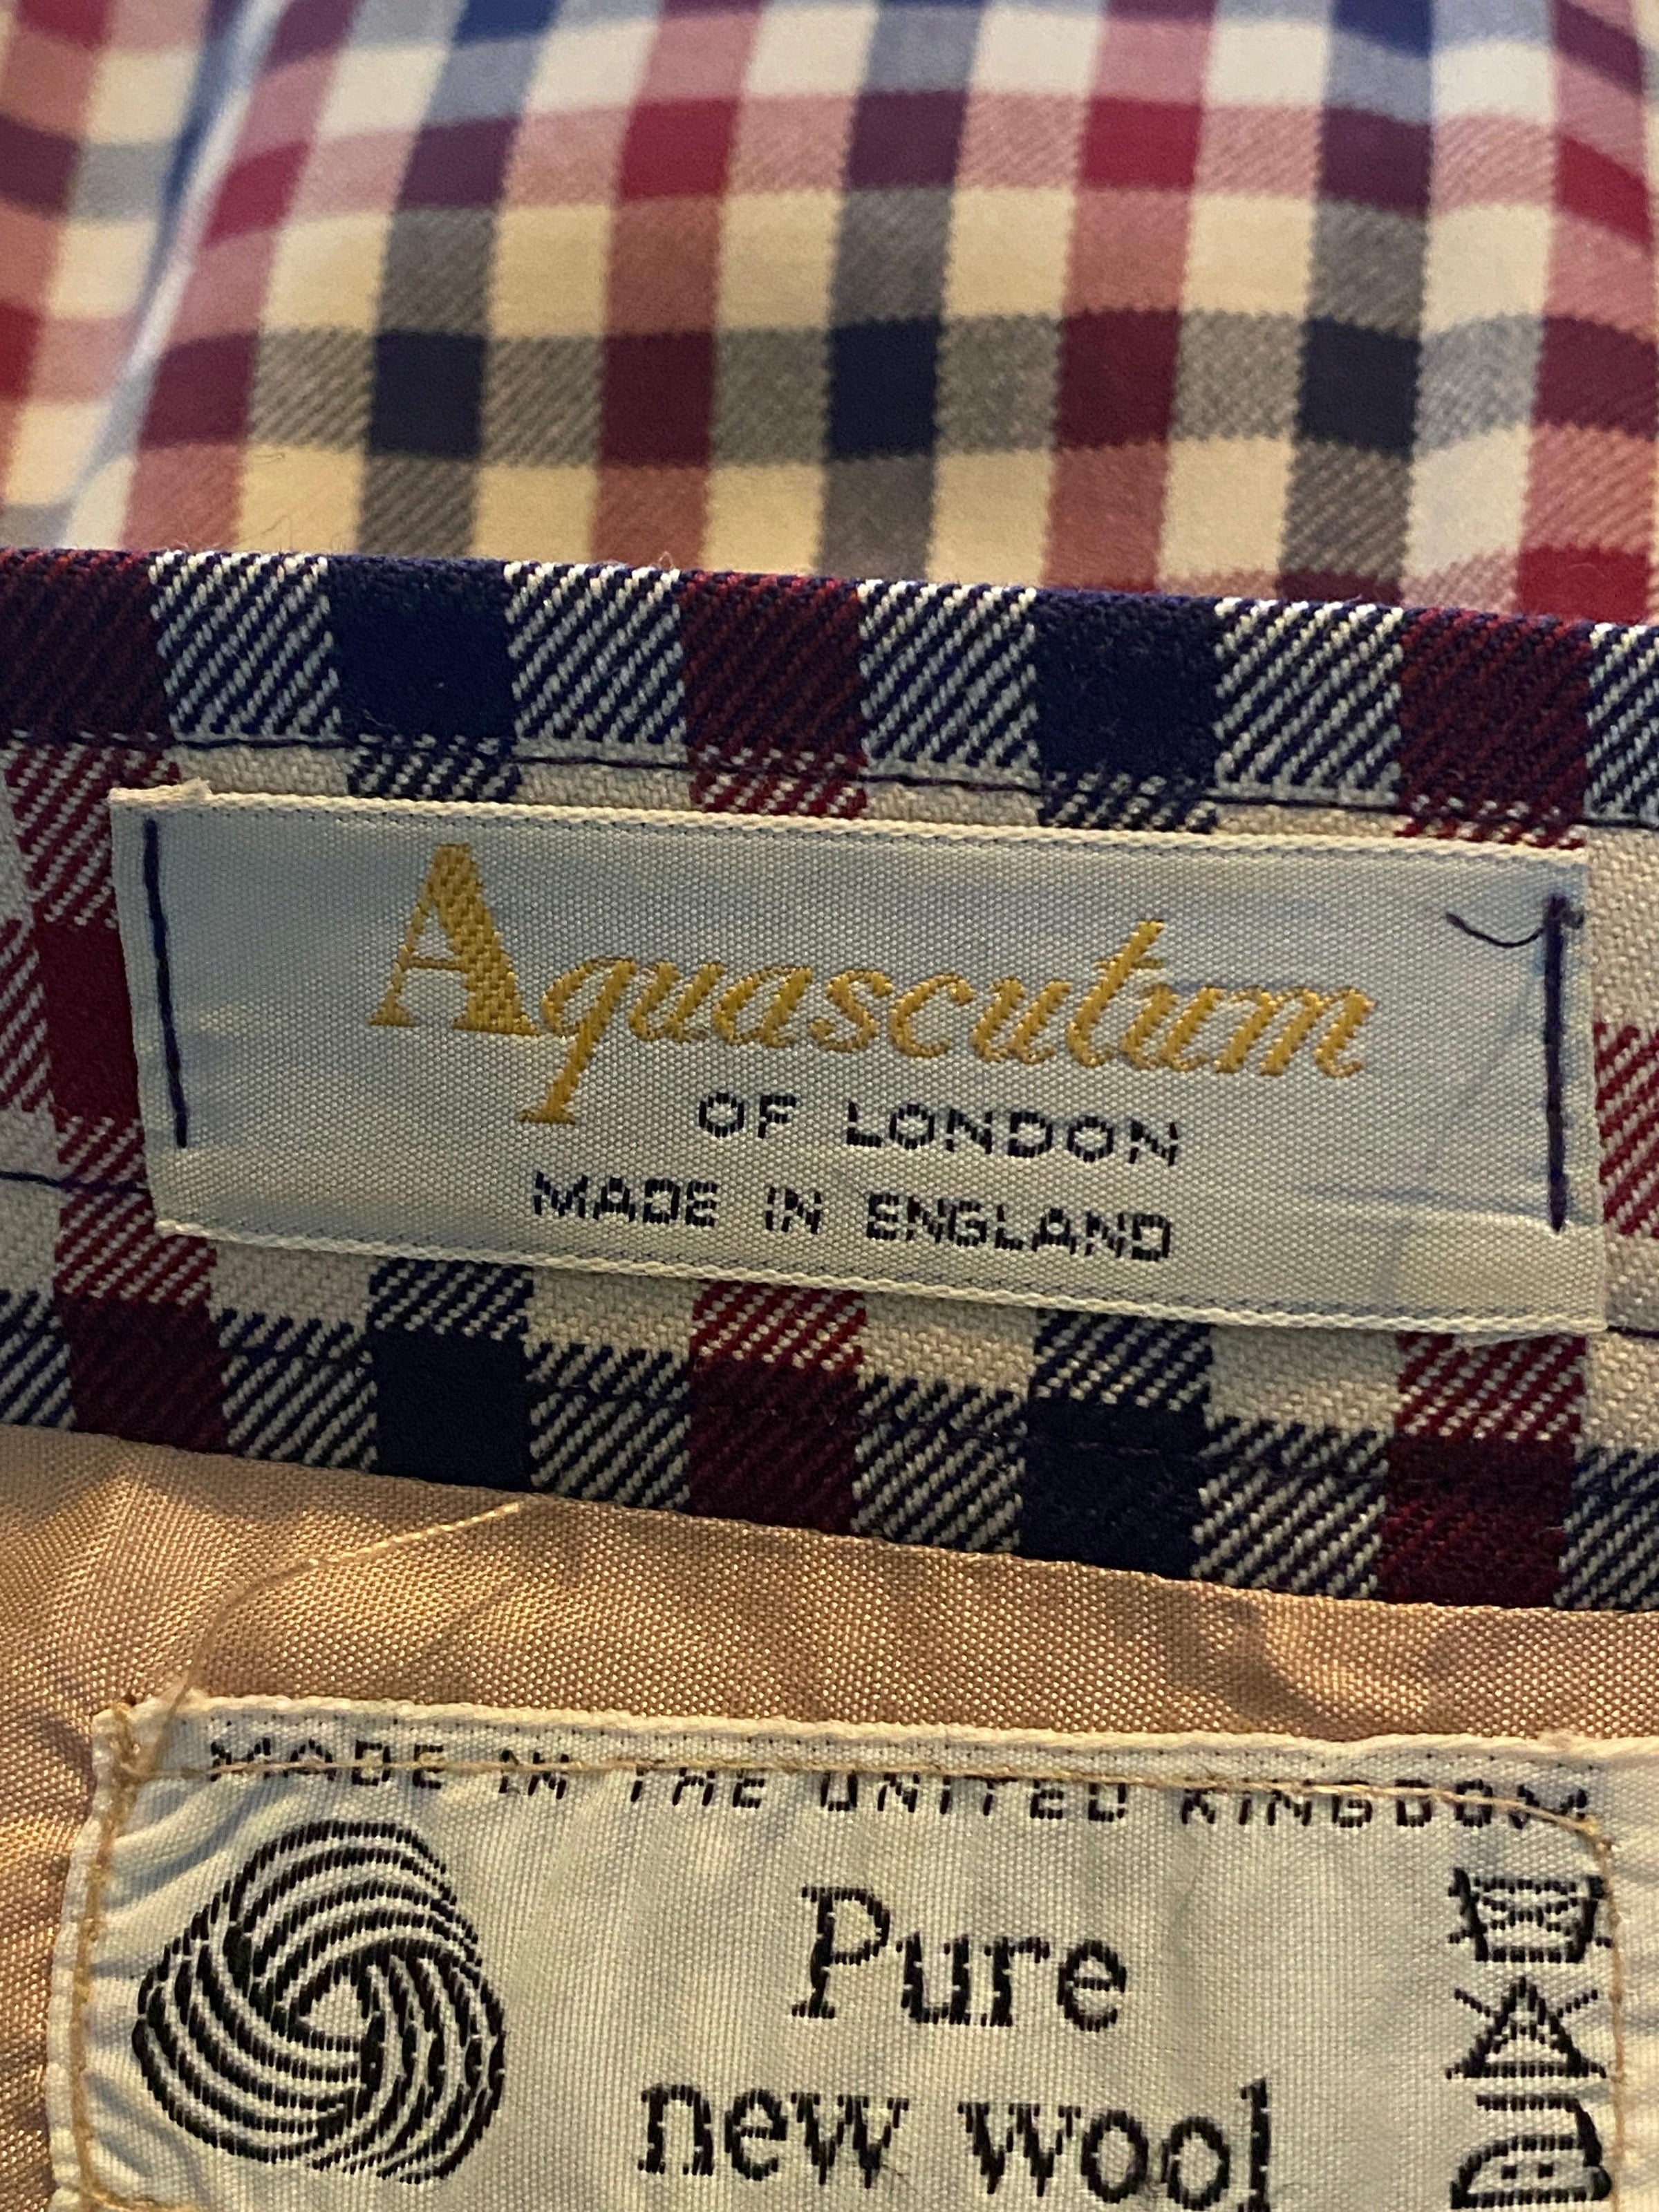 Aquascutum
OF LONDON
MADE IN ENGLAND
MADE IN THE UNITED KINGDOM
Pure
new wool